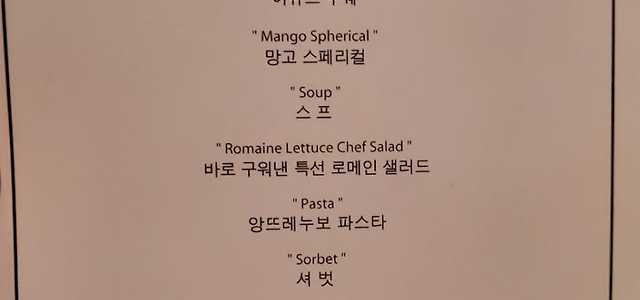 " Mango Spherical "
망고 스페리컬
" Soup "
스 프
" Romaine Lettuce Chef Salad "
바로 구워낸 특선 로메인 샐러드
" Pasta "
앙뜨레누보 파스타
" Sorbet "
셔 벗